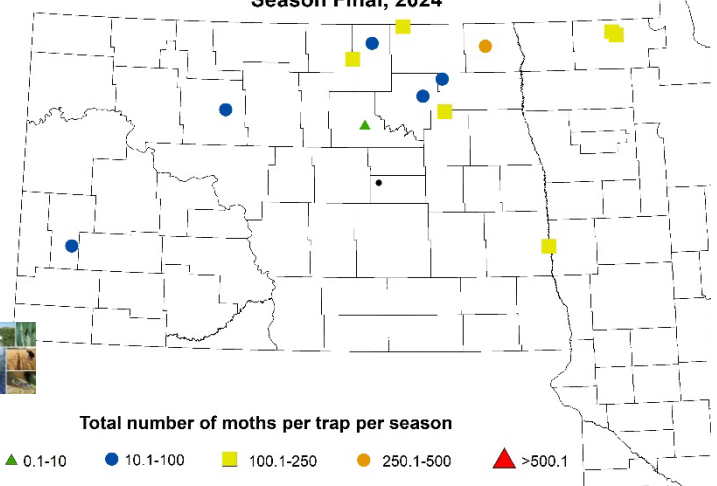 Season Final, 2024
Total number of moths per trap per season
0.1-10 10.1-100 100.1-250 250.1-500 >500.1